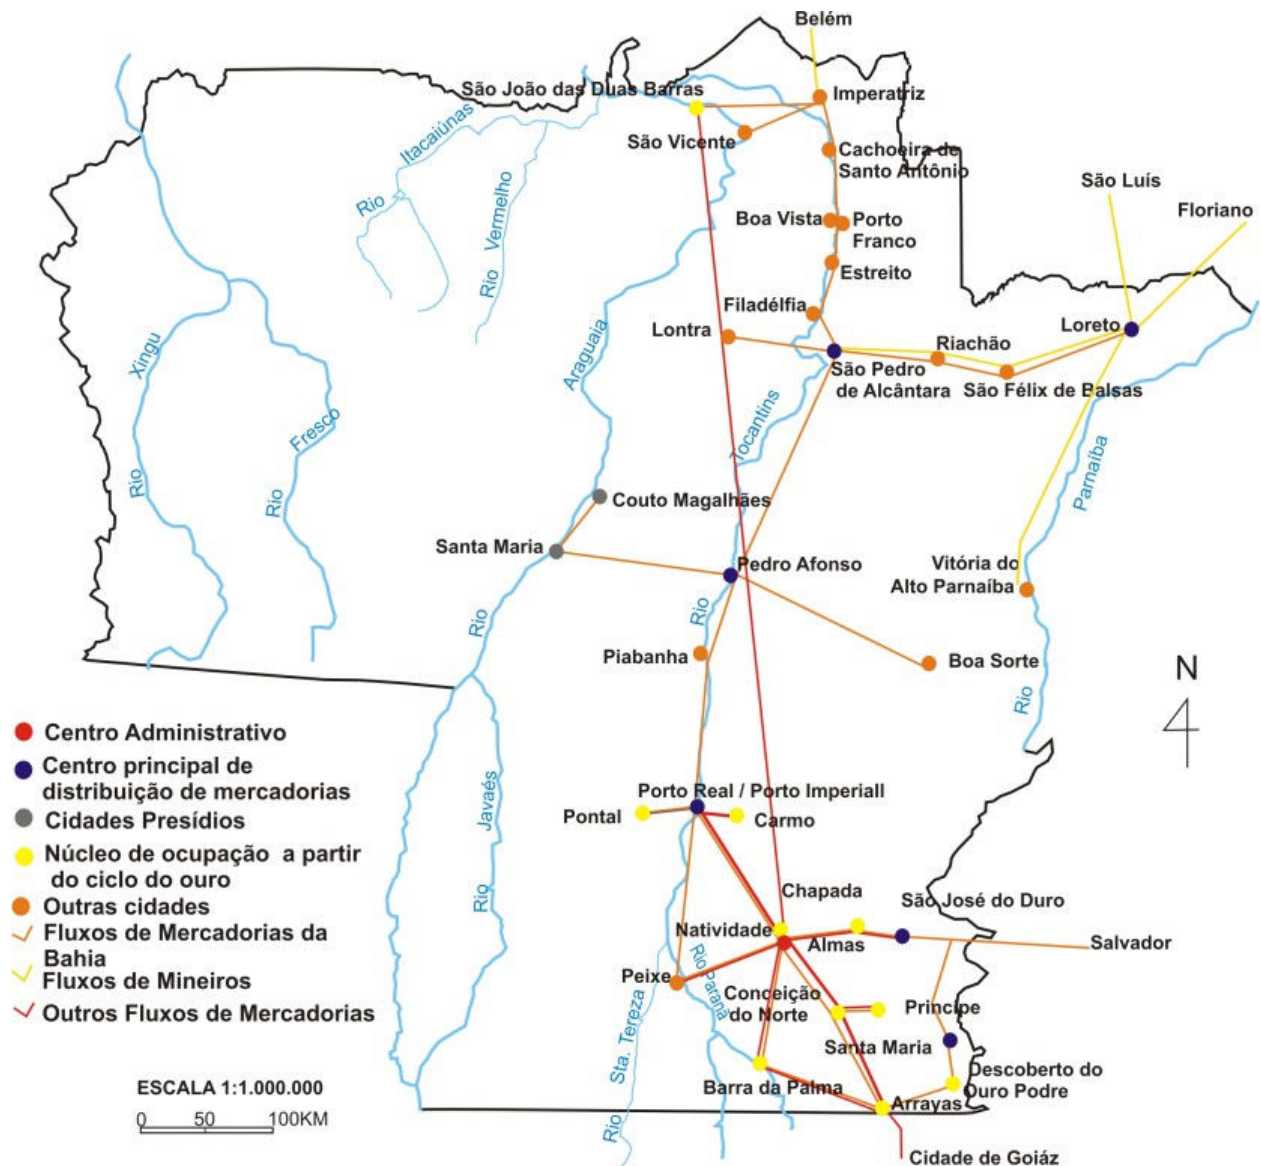 Belém
São João das Duas Barras
Imperatriz
Itacaiúnas
Rio
São Vicente
Cachoeira de
Santo Antônio
São Luís
Floriano
Rio Vermelho
Boa Vista
Porto
Franco
Estreito
Filadélfia
Lontra
Loreto
Riachão
São Pedro
de Alcântara
São Félix de Balsas
Xingu
Rio
Fresco
Rio
Araguaia
Rio
Tocantins
Rio
Parnaíba
Rio
Couto Magalhães
Santa Maria
Pedro Afonso
Vitória do
Alto Parnaíba
Piabanha
Boa Sorte
N
Centro Administrativo
Centro principal de
distribuição de mercadorias
Cidades Presídios
Núcleo de ocupação a partir
do ciclo do ouro
Outras cidades
Fluxos de Mercadorias da
Bahia
Fluxos de Mineiros
Outros Fluxos de Mercadorias
Javaés
Rio
Porto Real / Porto Imperiall
Pontal
Carmo
Chapada
São José do Duro
Natividade
Almas
Salvador
Peixe
Rio Paranã
Conceição
do Norte
Príncipe
Santa Maria
Rio Sta. Tereza
Barra da Palma
Descoberto do
Ouro Podre
Arrayas
Cidade de Goiáz
ESCALA 1:1.000.000
0 50 100KM